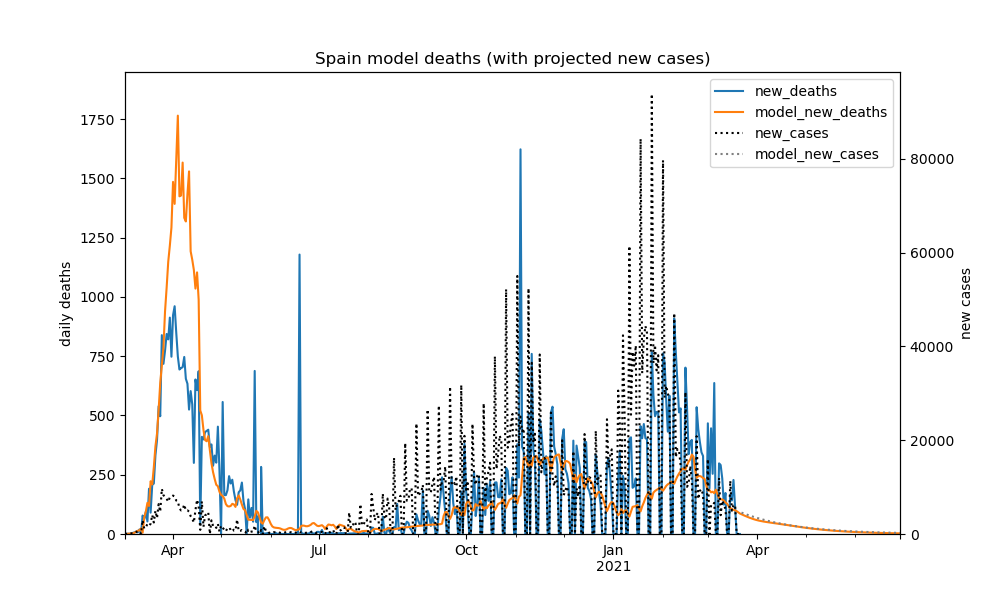 Spain model deaths (with projected new cases)
new_deaths
model_new_deaths
new_cases
model_new_cases
daily deaths
1750
1500
1250
1000
750
500
250
0
80000
60000
40000
20000
0
new cases
Apr
Jul
Oct
Jan
2021
Apr